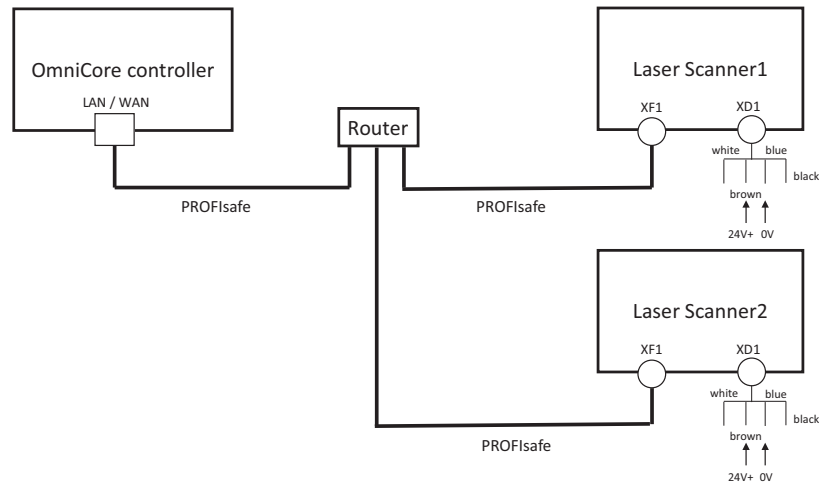 OmniCore controller
LAN / WAN
Router
PROFIsafe
PROFIsafe
Laser Scanner1
XF1
XD1
white
blue
black
brown
24V+ 0V
Laser Scanner2
XF1
XD1
white
blue
black
brown
24V+ 0V
PROFIsafe